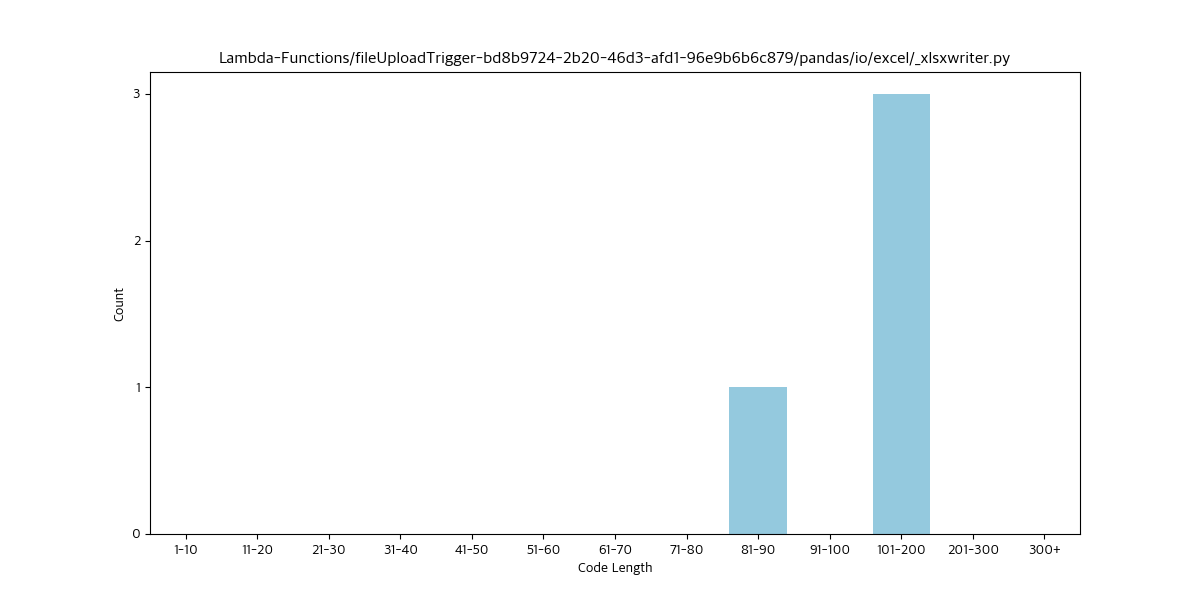 Lambda-Functions/fileUploadTrigger-bd8b9724-2b20-46d3-afd1-96e9b6b6c879/pandas/io/excel/_xlsxwriter.py
3
2
1
0
Count
1-10 11-20 21-30 31-40 41-50 51-60 61-70 71-80 81-90 91-100 101-200 201-300 300+
Code Length